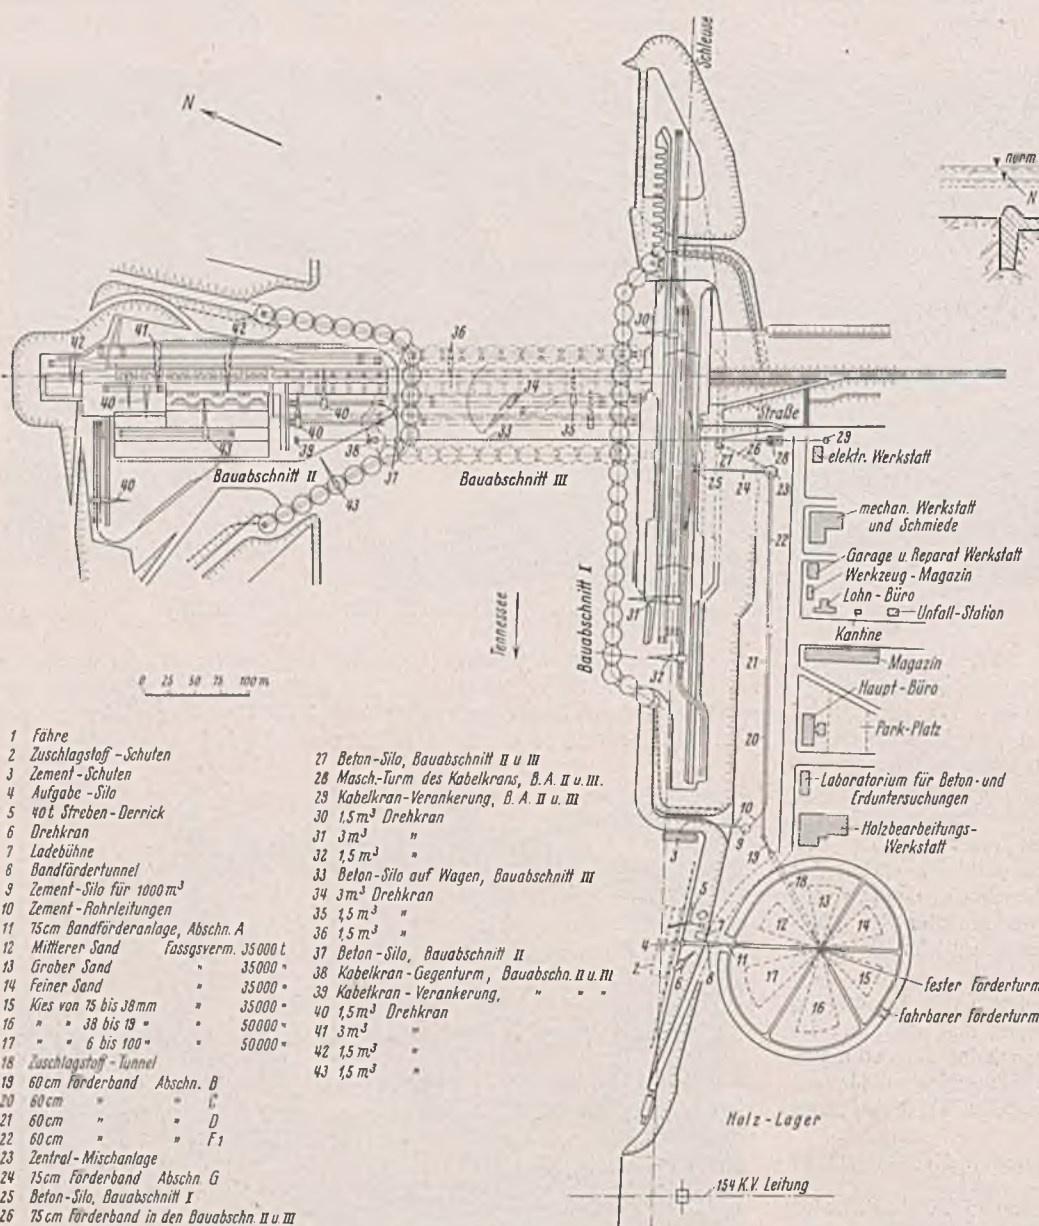 N
Schleuse
norm
N
41
42
42
36
30
34
40
40
40
33
35
39
38
37
43
40
43
Bauabschnitt II
Bauabschnitt III
Straße
29
27
26
28
elektr. Werkstatt
25
24
23
mechan. Werkstatt
und Schmiede
22
Garage u. Reparat Werkstatt
Werkzeug-Magazin
Lohn-Büro
Unfall-Station
Kantine
Magazin
Haupt-Büro
Park-Platz
Laboratorium für Beton- und
Erduntersuchungen
Holzbearbeitungs-
Werkstatt
Tennessee
Bauabschnitt I
31
32
21
20
10
9
19
3
5
7
4
2
6
8
11
18
12
13
14
17
15
16
fester Förderturm
fahrbarer Förderturm
Holz-Lager
154 K.V. Leitung
0 25 50 75 100 m
1 Fähre
2 Zuschlagstoff-Schuten
3 Zement-Schuten
4 Aufgabe-Silo
5 40t Streben-Derrick
6 Drehkran
7 Ladebühne
8 Bandfördertunnel
9 Zement-Silo für 1000 m³
10 Zement-Rohrleitungen
11 75cm Bandförderanlage, Abschn. A
12 Mittlerer Sand Fassgsverm. 35000 t
13 Grober Sand " 35000 "
14 Feiner Sand " 35000 "
15 Kies von 75 bis 38mm " 35000 "
16 " " 38 bis 19 " " 50000 "
17 " " 6 bis 100 " " 50000 "
18 Zuschlagstoff-Tunnel
19 60cm Förderband Abschn. B
20 60cm " " C
21 60cm " " D
22 60cm " " F1
23 Zentral-Mischanlage
24 75cm Förderband Abschn. G
25 Beton-Silo, Bauabschnitt I
26 75cm Förderband in den Bauabschn. II u. III
27 Beton-Silo, Bauabschnitt II u III
28 Masch.-Turm des Kabelkrans, B.A. II u. III.
29 Kabelkran-Verankerung, B.A. II u. III
30 1,5 m³ Drehkran
31 3 m³ "
32 1,5 m³ "
33 Beton-Silo auf Wagen, Bauabschnitt III
34 3 m³ Drehkran
35 1,5 m³ "
36 1,5 m³ "
37 Beton-Silo, Bauabschnitt II
38 Kabelkran-Gegenturm, Bauabschn. II u. III
39 Kabelkran-Verankerung, " " "
40 1,5 m³ Drehkran
41 3 m³ "
42 1,5 m³ "
43 1,5 m³ "